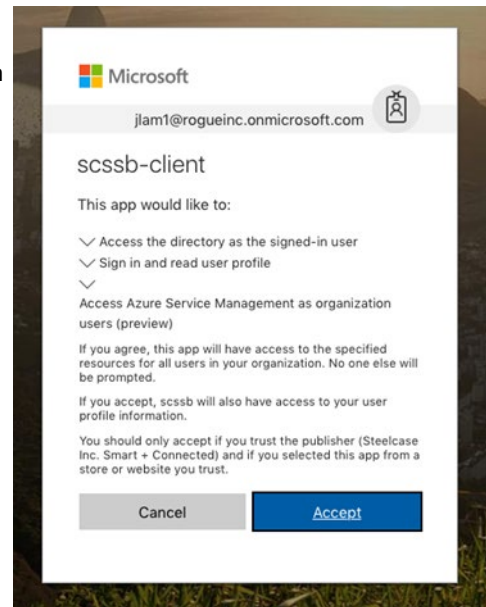 Microsoft
jlam1@rogueinc.onmicrosoft.com
scssb-client
This app would like to:
Access the directory as the signed-in user
Sign in and read user profile
Access Azure Service Management as organization
users (preview)
If you agree, this app will have access to the specified
resources for all users in your organization. No one else will
be prompted.
If you accept, scssb will also have access to your user
profile information.
You should only accept if you trust the publisher (Steelcase
Inc. Smart + Connected) and if you selected this app from a
store or website you trust.
Cancel
Accept